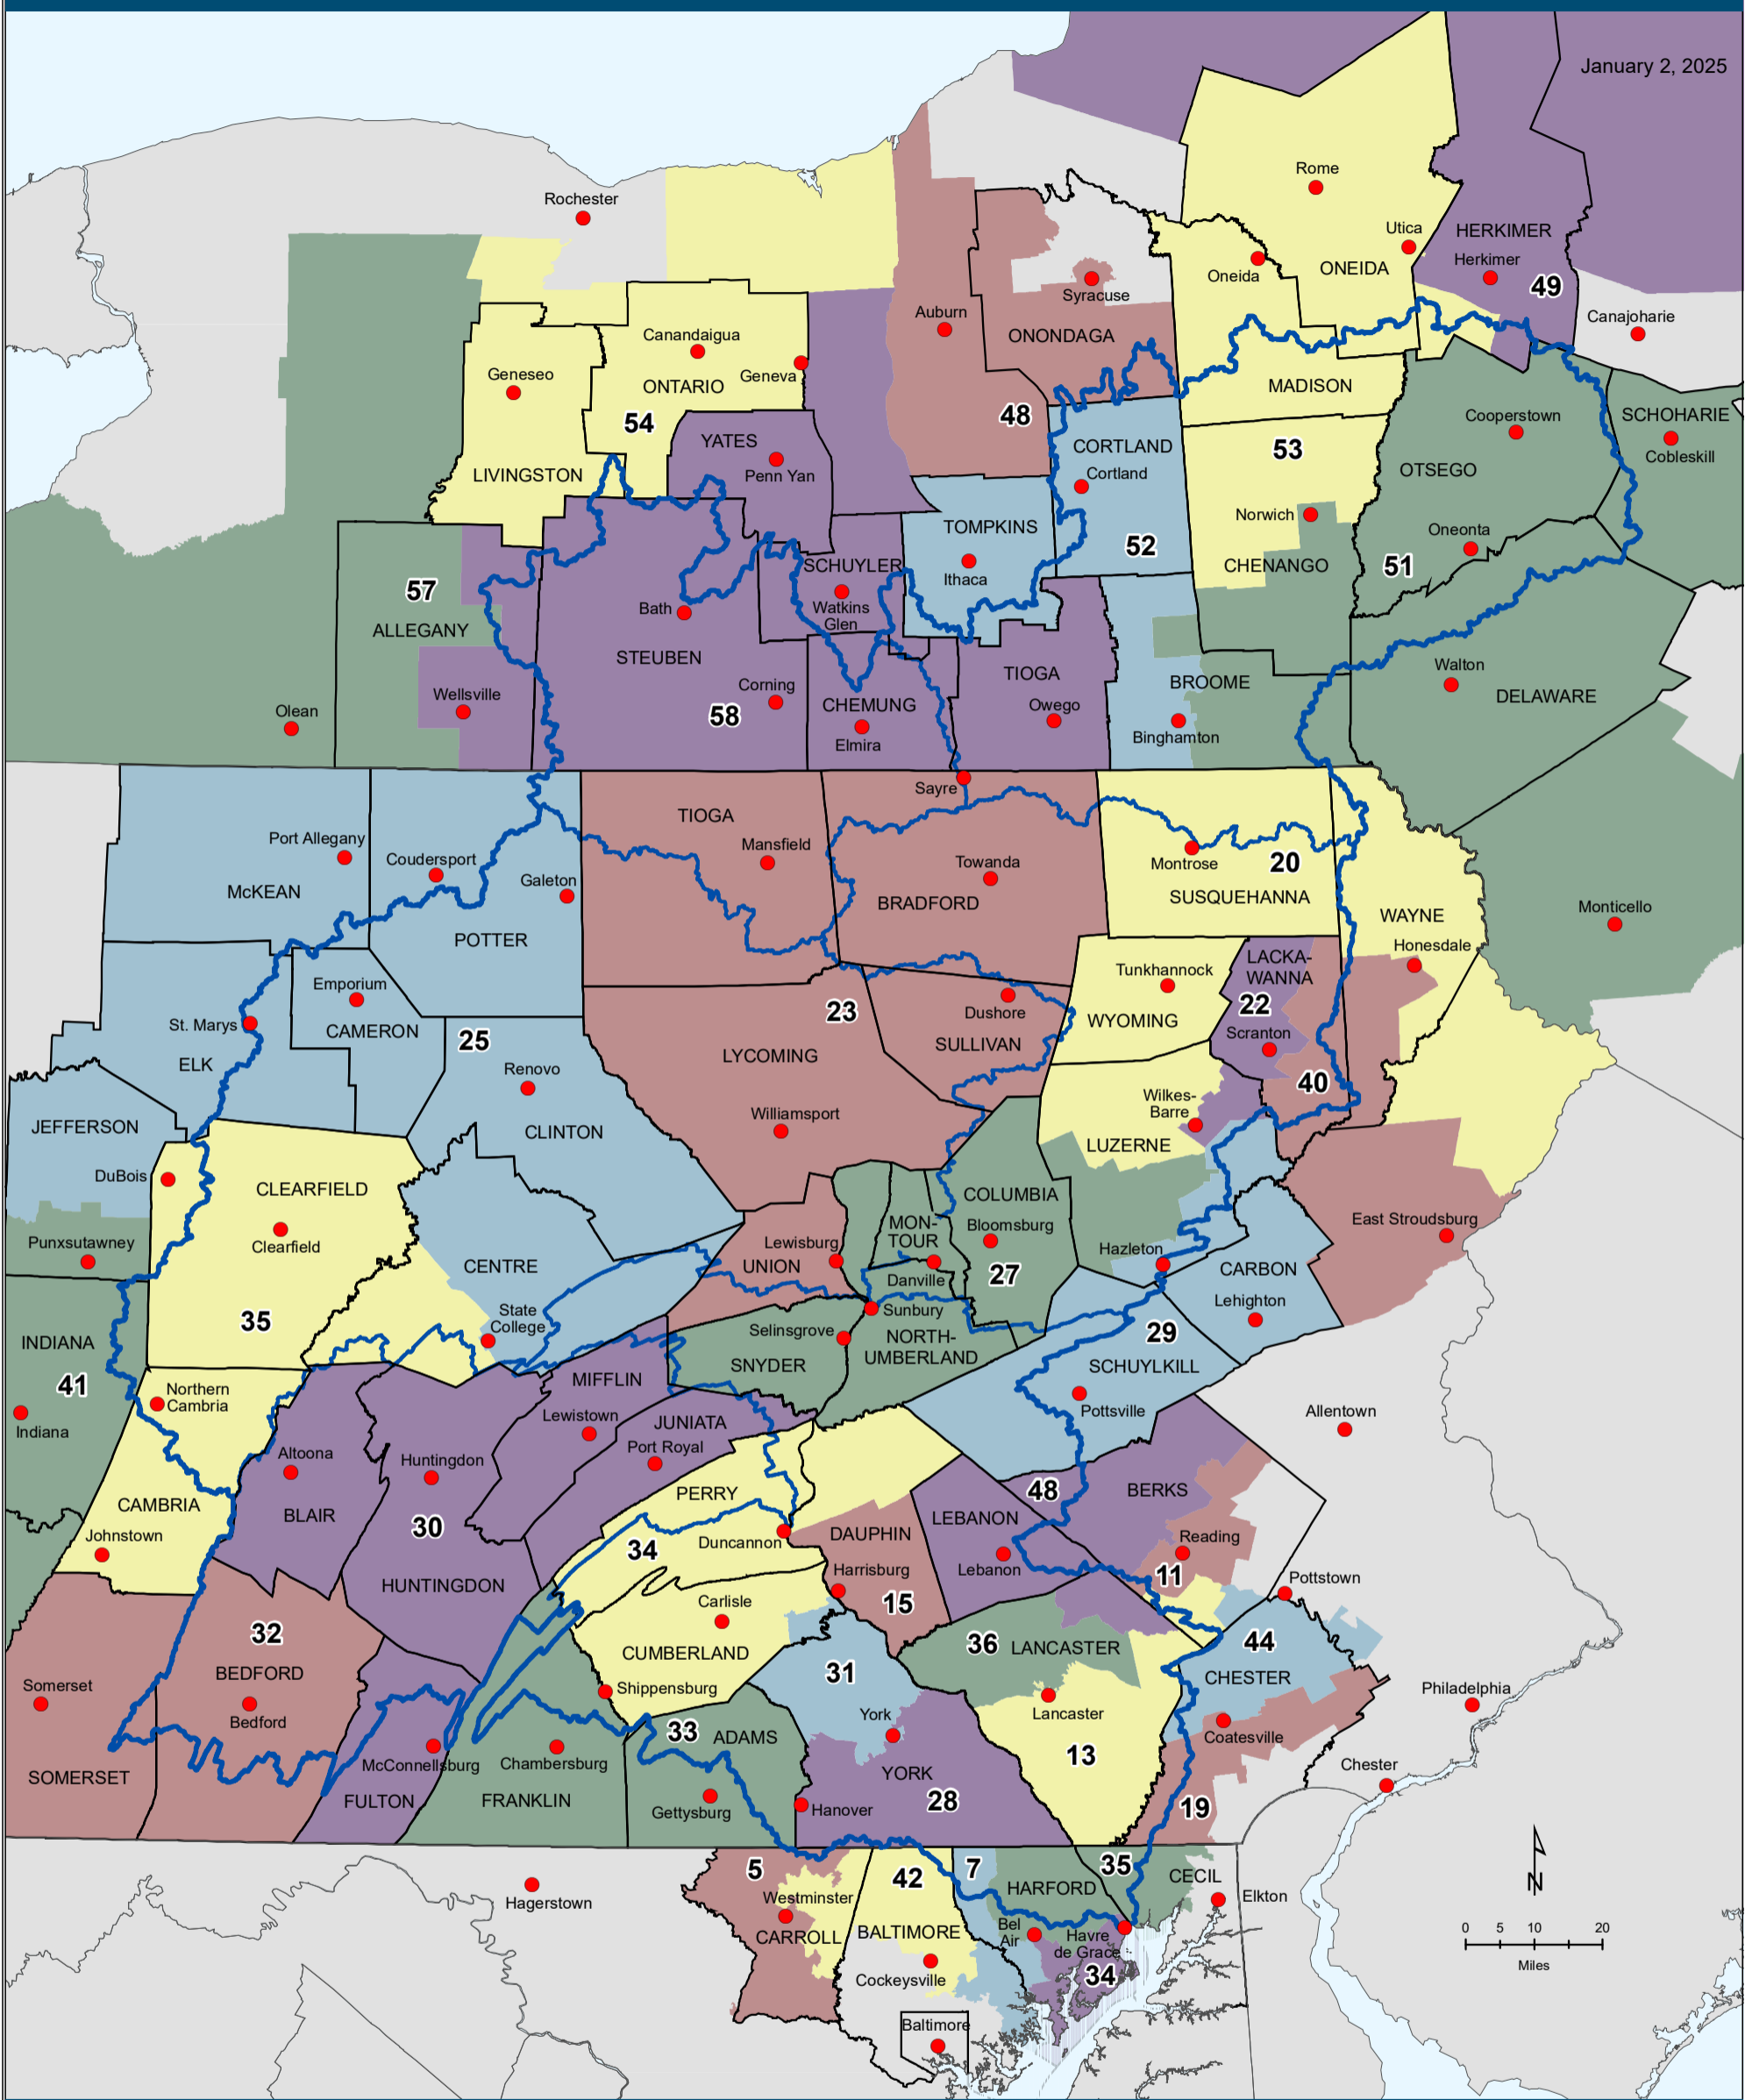 January 2, 2025
Rome
Rochester
Utica
HERKIMER
Herkimer
49
Oneida
ONEIDA
Syracuse
Auburn
ONONDAGA
Canajoharie
Canandaigua
Geneva
ONTARIO
Geneseo
54
MADISON
48
53
Cooperstown
SCHOHARIE
Cobleskill
YATES
Penn Yan
LIVINGSTON
CORTLAND
Cortland
OTSEGO
Norwich
TOMPKINS
Ithaca
52
Oneonta
51
CHENANGO
SCHUYLER
Watkins
Glen
57
ALLEGANY
Bath
STEUBEN
TIOGA
Owego
BROOME
Binghamton
Walton
DELAWARE
Wellsville
Olean
Corning
58
CHEMUNG
Elmira
Sayre
TIOGA
Mansfield
Port Allegany
McKEAN
Coudersport
Galeton
POTTER
Towanda
BRADFORD
Montrose
20
SUSQUEHANNA
WAYNE
Honesdale
Monticello
Emporium
CAMERON
St. Marys
ELK
25
Renovo
CLINTON
23
LYCOMING
Williamsport
Dushore
SULLIVAN
Tunkhannock
WYOMING
LACKA-
WANNA
22
Scranton
40
Wilkes-
Barre
LUZERNE
JEFFERSON
DuBois
CLEARFIELD
Clearfield
Punxsutawney
CENTRE
State
College
35
INDIANA
41
Indiana
COLUMBIA
Bloomsburg
27
MON-
TOUR
Danville
Lewisburg
UNION
Sunbury
Selinsgrove
SNYDER
NORTH-
UMBERLAND
Hazleton
CARBON
Lehighton
East Stroudsburg
29
SCHUYLKILL
Pottsville
Allentown
Northern
Cambria
CAMBRIA
Johnstown
Altoona
BLAIR
Huntingdon
30
HUNTINGDON
MIFFLIN
Lewistown
JUNIATA
Port Royal
PERRY
34
Duncannon
DAUPHIN
Harrisburg
15
LEBANON
Lebanon
48
BERKS
Reading
11
Pottstown
Carlisle
CUMBERLAND
Shippensburg
32
BEDFORD
Bedford
Somerset
SOMERSET
McConnellsburg
FULTON
Chambersburg
FRANKLIN
33
ADAMS
Gettysburg
31
York
YORK
28
Hanover
36
LANCASTER
Lancaster
13
44
CHESTER
Coatesville
19
Philadelphia
Chester
Hagerstown
5
Westminster
CARROLL
42
BALTIMORE
Cockeysville
Baltimore
7
HARFORD
Bel
Air
Havre
de Grace
34
35
CECIL
Elkton
N
0 5 10 20
Miles